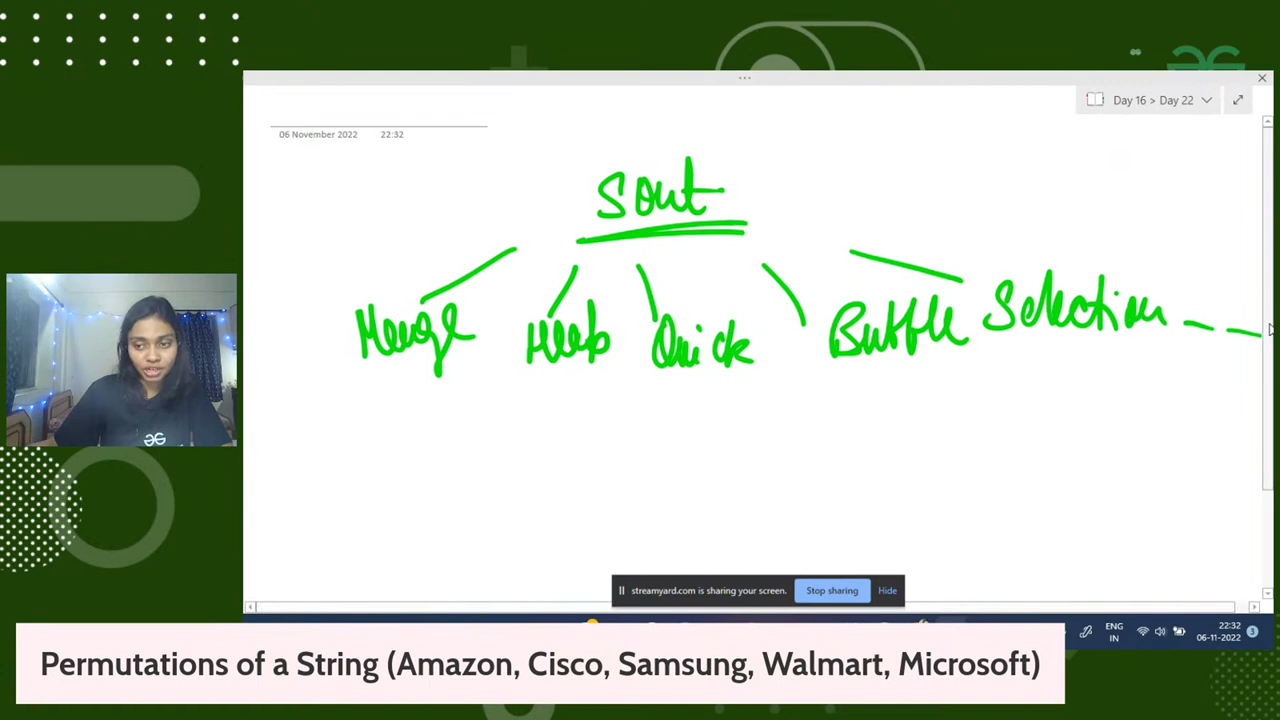 Day 16 > Day 22
06 November 2022 22:32
Sort
Merge Heap Quick Bubble Selection
streamyard.com is sharing your screen. Stop sharing Hide
ENG
IN
22:32
06-11-2022
3
Permutations of a String (Amazon, Cisco, Samsung, Walmart, Microsoft)